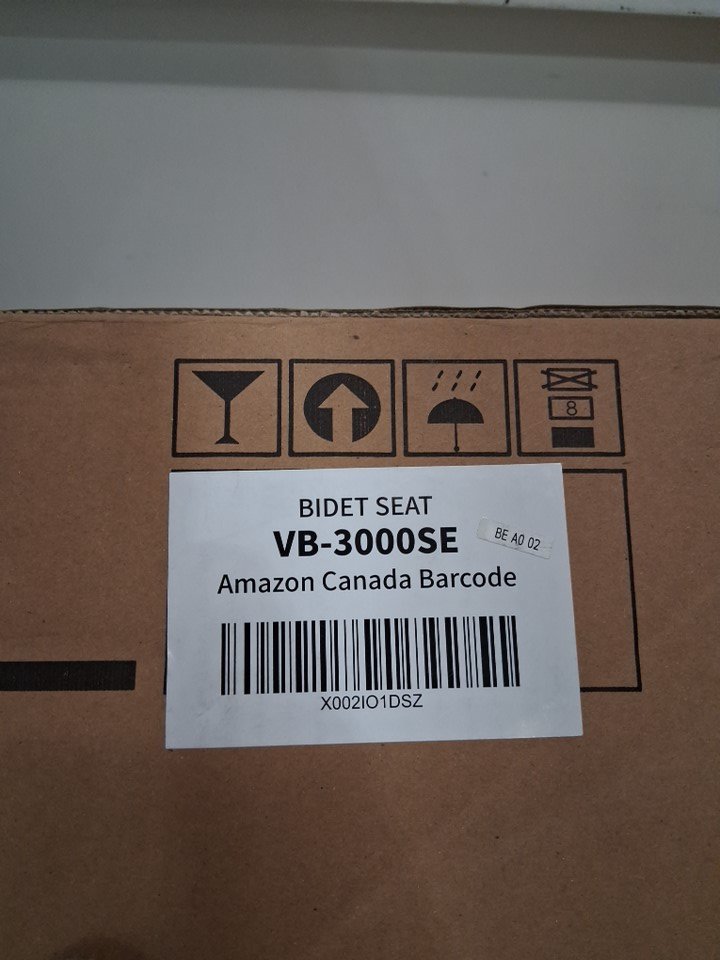 8
BIDET SEAT
VB-3000SE
BE A0 02
Amazon Canada Barcode
X002IO1DSZ